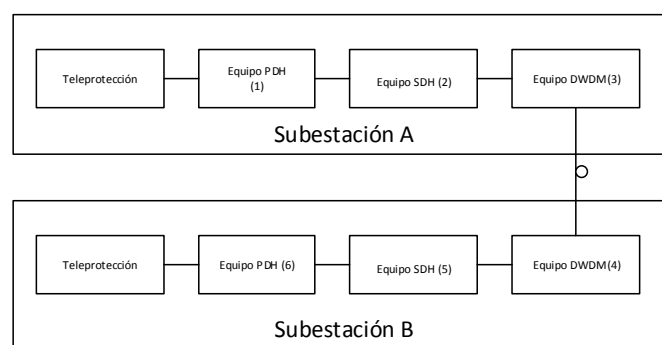 Teleprotección
Equipo PDH
(1)
Equipo SDH (2)
Equipo DWDM(3)
Subestación A
Teleprotección
Equipo PDH (6)
Equipo SDH (5)
Equipo DWDM(4)
Subestación B